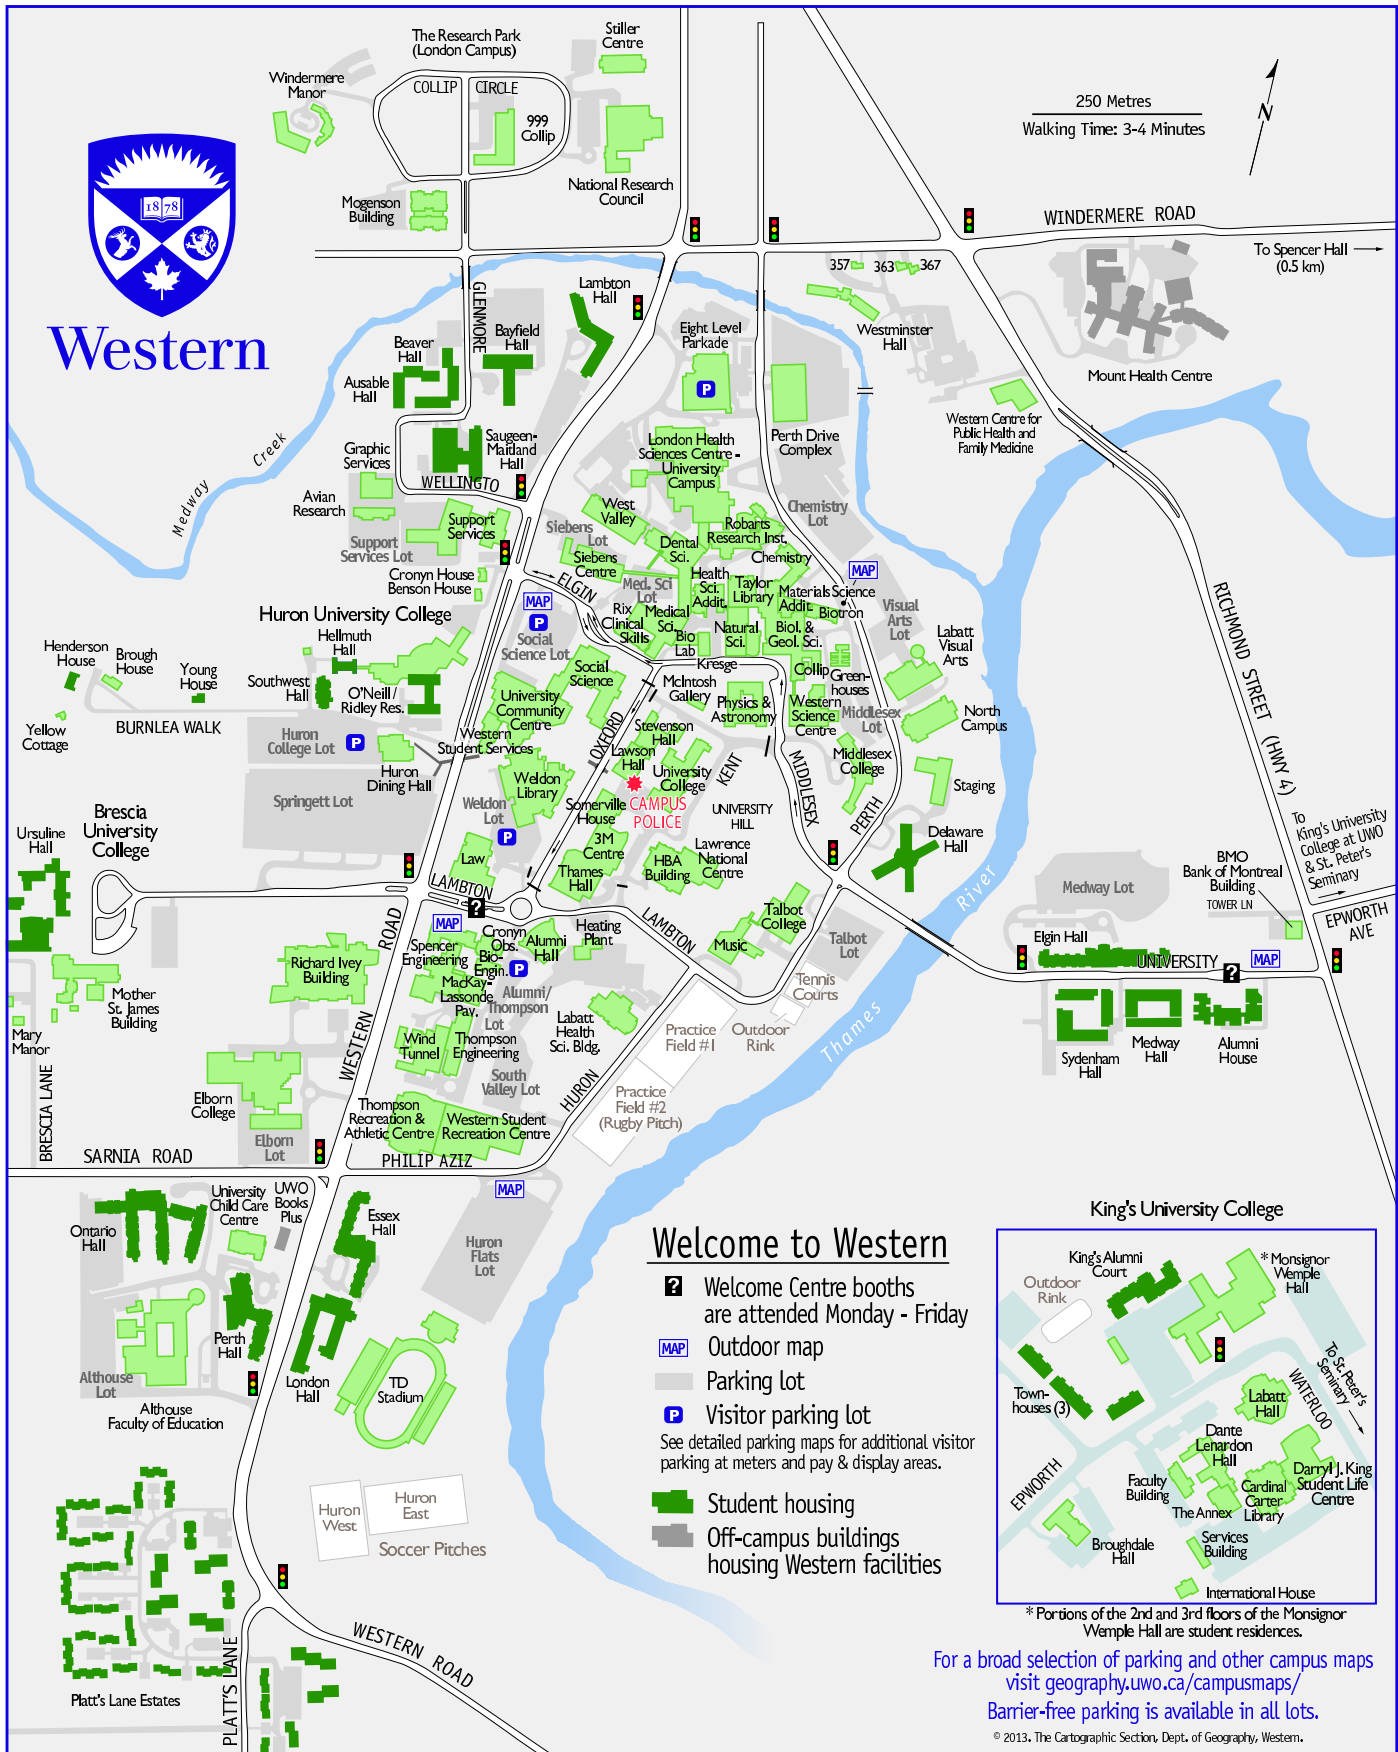 The Research Park
(London Campus)
Stiller
Centre
Windermere
Manor
COLLIP
CIRCLE
999
Collip
250 Metres
Walking Time: 3-4 Minutes
N
National Research
Council
Mogenson
Building
1878
Western
WINDERMERE ROAD
To Spencer Hall
(0.5 km)
357
363
367
GLENMORE
Lambton
Hall
Bayfield
Hall
Beaver
Hall
Ausable
Hall
Eight Level
Parkade
P
Westminster
Hall
Mount Health Centre
Perth Drive
Complex
Western Centre for
Public Health and
Family Medicine
Saugeen-
Maitland
Hall
London Health
Sciences Centre -
University
Campus
Graphic
Services
WELLINGTO
Medway
Creek
Avian
Research
Support
Services
Support
Services Lot
West
Valley
Siebens
Lot
Siebens
Centre
Dental
Sci.
Robarts
Research Inst.
Chemistry
Lot
Chemistry
MAP
Cronyn House
Benson House
ELGIN
Med. Sci
Lot
Health
Sci.
Addit.
Taylor
Library
Materials Science
Addit.
Biotron
Visual
Arts
Lot
MAP
P
Social
Science Lot
Rix
Clinical
Skills
Medical
Sci.
Bio
Lab
Natural
Sci.
Biol. &
Geol. Sci.
Labatt
Visual
Arts
Kresge
Collip
Green-
houses
Huron University College
Hellmuth
Hall
Henderson
House
Brough
House
Young
House
Southwest
Hall
O'Neill /
Ridley Res.
Yellow
Cottage
BURNLEA WALK
Huron
College Lot
P
Huron
Dining Hall
Springett Lot
Social
Science
University
Community
Centre
Western
Student Services
McIntosh
Gallery
Physics &
Astronomy
Western
Science
Centre
Middlesex
Lot
North
Campus
OXFORD
Stevenson
Hall
Lawson
Hall
University
College
KENT
MIDDLESEX
Middlesex
College
PERTH
Staging
Weldon
Library
Weldon
Lot
P
Somerville
House
CAMPUS
POLICE
UNIVERSITY
HILL
3M
Centre
Lawrence
National
Centre
HBA
Building
Thames
Hall
Law
Delaware
Hall
RICHMOND STREET (HWY 4)
To
King's University
College at UWO
& St. Peter's
Seminary
BMO
Bank of Montreal
Building
TOWER LN
EPWORTH
AVE
Medway Lot
Brescia
University
College
Ursuline
Hall
LAMBTON
?
MAP
ROAD
Spencer
Engineering
Cronyn
Obs.
Bio-
Engin.
P
Alumni
Hall
Heating
Plant
LAMBTON
Music
Talbot
College
Talbot
Lot
River
Thames
Elgin Hall
UNIVERSITY
?
MAP
Richard Ivey
Building
MacKay-
Lassonde
Pav.
Alumni/
Thompson
Lot
Labatt
Health
Sci. Bldg.
Tennis
Courts
Outdoor
Rink
Practice
Field #1
Practice
Field #2
(Rugby Pitch)
Mother
St. James
Building
Mary
Manor
WESTERN
Wind
Tunnel
Thompson
Engineering
South
Valley Lot
HURON
Sydenham
Hall
Medway
Hall
Alumni
House
BRESCIA LANE
Elborn
College
Elborn
Lot
Thompson
Recreation &
Athletic Centre
Western Student
Recreation Centre
SARNIA ROAD
PHILIP AZIZ
MAP
Ontario
Hall
University
Child Care
Centre
UWO
Books
Plus
Essex
Hall
Huron
Flats
Lot
Perth
Hall
London
Hall
TD
Stadium
Althouse
Lot
Althouse
Faculty of Education
Huron
West
Huron
East
Soccer Pitches
Platt's Lane Estates
PLATT'S LANE
WESTERN ROAD
Welcome to Western
? Welcome Centre booths
are attended Monday - Friday
MAP Outdoor map
Parking lot
P Visitor parking lot
See detailed parking maps for additional visitor
parking at meters and pay & display areas.
Student housing
Off-campus buildings
housing Western facilities
King's University College
King's Alumni
Court
* Monsignor
Wemple
Hall
Outdoor
Rink
Town-
houses (3)
To St. Peter's
Seminary
WATERLOO
Labatt
Hall
Dante
Lenardon
Hall
EPWORTH
Faculty
Building
The Annex
Cardinal
Carter
Library
Darryl J. King
Student Life
Centre
Broughdale
Hall
Services
Building
International House
* Portions of the 2nd and 3rd floors of the Monsignor
Wemple Hall are student residences.
For a broad selection of parking and other campus maps
visit geography.uwo.ca/campusmaps/
Barrier-free parking is available in all lots.
© 2013. The Cartographic Section, Dept. of Geography, Western.